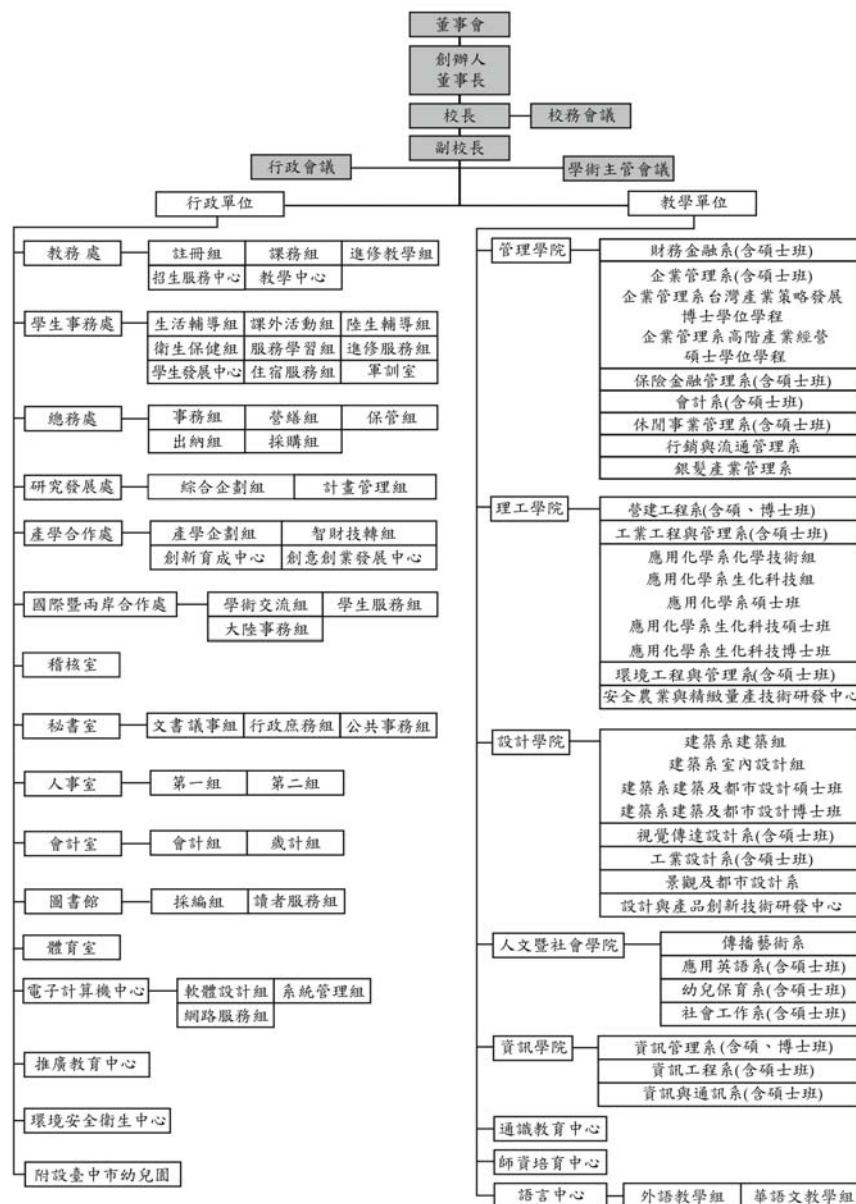 董事會
創辦人
董事長
校長
校務會議
副校長
行政會議
學術主管會議
行政單位
教務處
註冊組 課務組 進修教學組
招生服務中心 教學中心
學生事務處
生活輔導組 課外活動組 陸生輔導組
衛生保健組 服務學習組 進修服務組
學生發展中心 住宿服務組 軍訓室
總務處
事務組 營繕組 保管組
出納組 採購組
研究發展處
綜合企劃組 計畫管理組
產學合作處
產學企劃組 智財技轉組
創新育成中心 創意創業發展中心
國際暨兩岸合作處
學術交流組 學生服務組
大陸事務組
稽核室
秘書室
文書議事組 行政庶務組 公共事務組
人事室
第一組 第二組
會計室
會計組 歲計組
圖書館
採編組 讀者服務組
體育室
電子計算機中心
軟體設計組 系統管理組
網路服務組
推廣教育中心
環境安全衛生中心
附設臺中市幼兒園
教學單位
管理學院
財務金融系(含碩士班)
企業管理系(含碩士班)
企業管理系台灣產業策略發展
博士學位學程
企業管理系高階產業經營
碩士學位學程
保險金融管理系(含碩士班)
會計系(含碩士班)
休閒事業管理系(含碩士班)
行銷與流通管理系
銀髮產業管理系
理工學院
營建工程系(含碩、博士班)
工業工程與管理系(含碩士班)
應用化學系化學技術組
應用化學系生化科技組
應用化學系碩士班
應用化學系生化科技碩士班
應用化學系生化科技博士班
環境工程與管理系(含碩士班)
安全農業與精緻量產技術研發中心
設計學院
建築系建築組
建築系室內設計組
建築系建築及都市設計碩士班
建築系建築及都市設計博士班
視覺傳達設計系(含碩士班)
工業設計系(含碩士班)
景觀及都市設計系
設計與產品創新技術研發中心
人文暨社會學院
傳播藝術系
應用英語系(含碩士班)
幼兒保育系(含碩士班)
社會工作系(含碩士班)
資訊學院
資訊管理系(含碩、博士班)
資訊工程系(含碩士班)
資訊與通訊系(含碩士班)
通識教育中心
師資培育中心
語言中心
外語教學組 華語文教學組